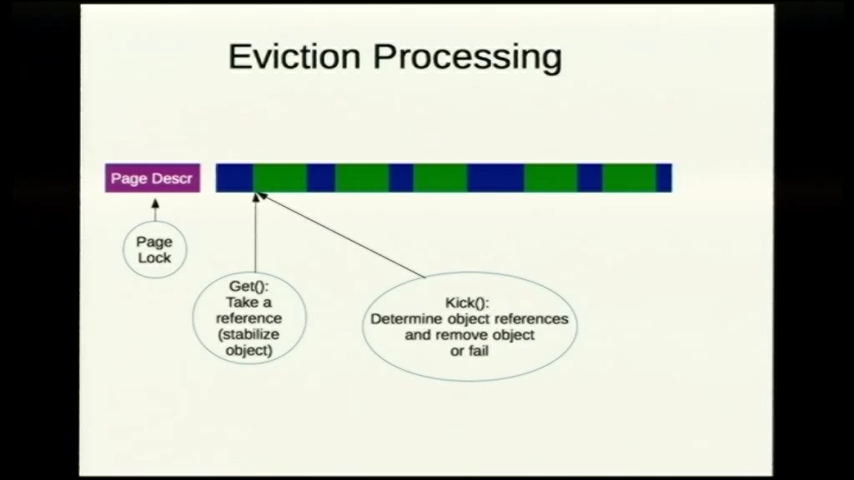 Eviction Processing
Page Descr
Page
Lock
Get():
Take a
reference
(stabilize
object)
Kick():
Determine object references
and remove object
or fail